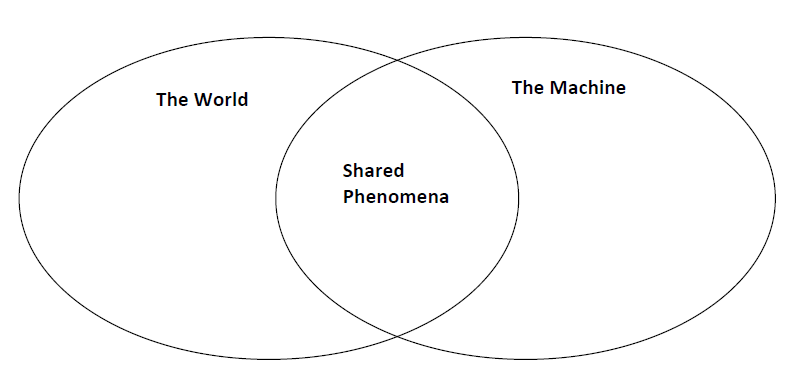 The World
The Machine
Shared
Phenomena